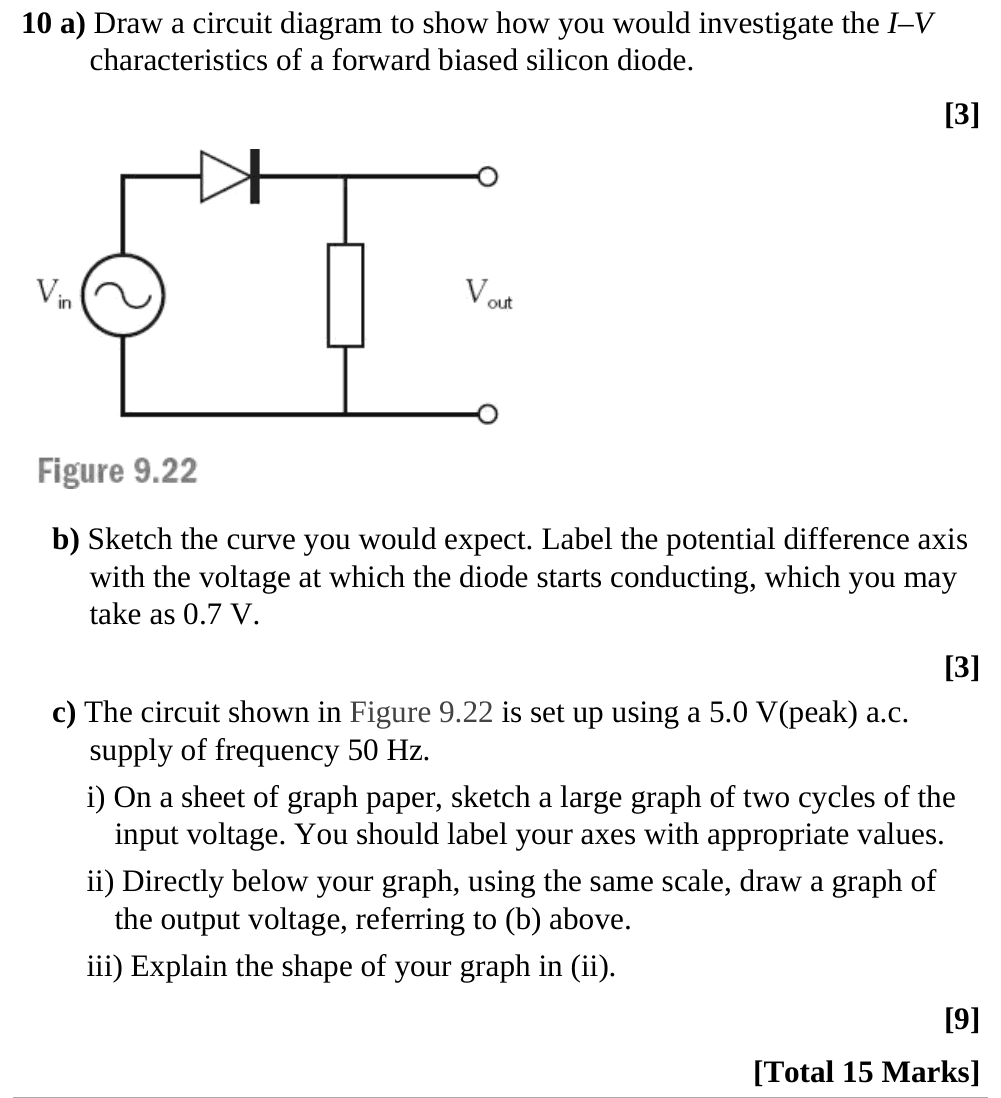 10 a) Draw a circuit diagram to show how you would investigate the I–V
characteristics of a forward biased silicon diode.
[3]
Vin
Vout
Figure 9.22
b) Sketch the curve you would expect. Label the potential difference axis
with the voltage at which the diode starts conducting, which you may
take as 0.7 V.
[3]
c) The circuit shown in Figure 9.22 is set up using a 5.0 V(peak) a.c.
supply of frequency 50 Hz.
i) On a sheet of graph paper, sketch a large graph of two cycles of the
input voltage. You should label your axes with appropriate values.
ii) Directly below your graph, using the same scale, draw a graph of
the output voltage, referring to (b) above.
iii) Explain the shape of your graph in (ii).
[9]
[Total 15 Marks]